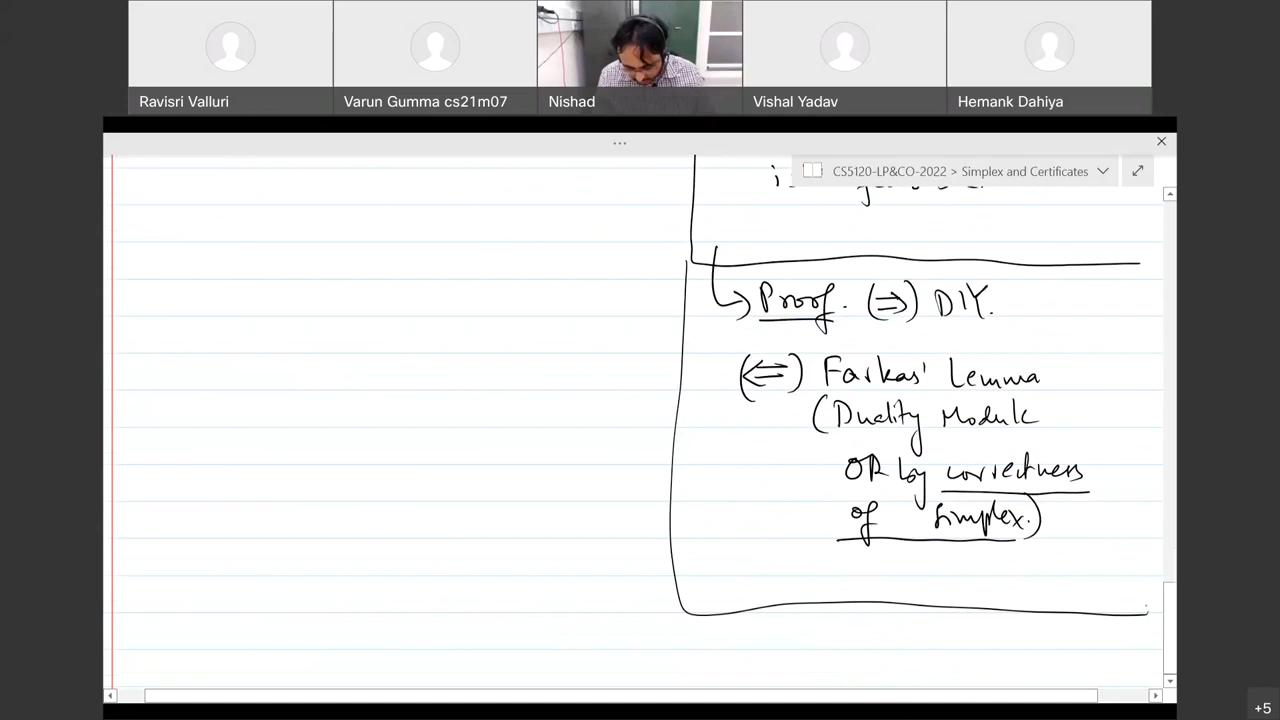 Ravisri Valluri
Varun Gumma cs21m07
Nishad
Vishal Yadav
Hemank Dahiya
CS5120-LP&CO-2022 > Simplex and Certificates
Proof. (⇒) DIY.
(⇐) Farkas' Lemma
(Duality Module
OR by correctness
of simplex.)
+5